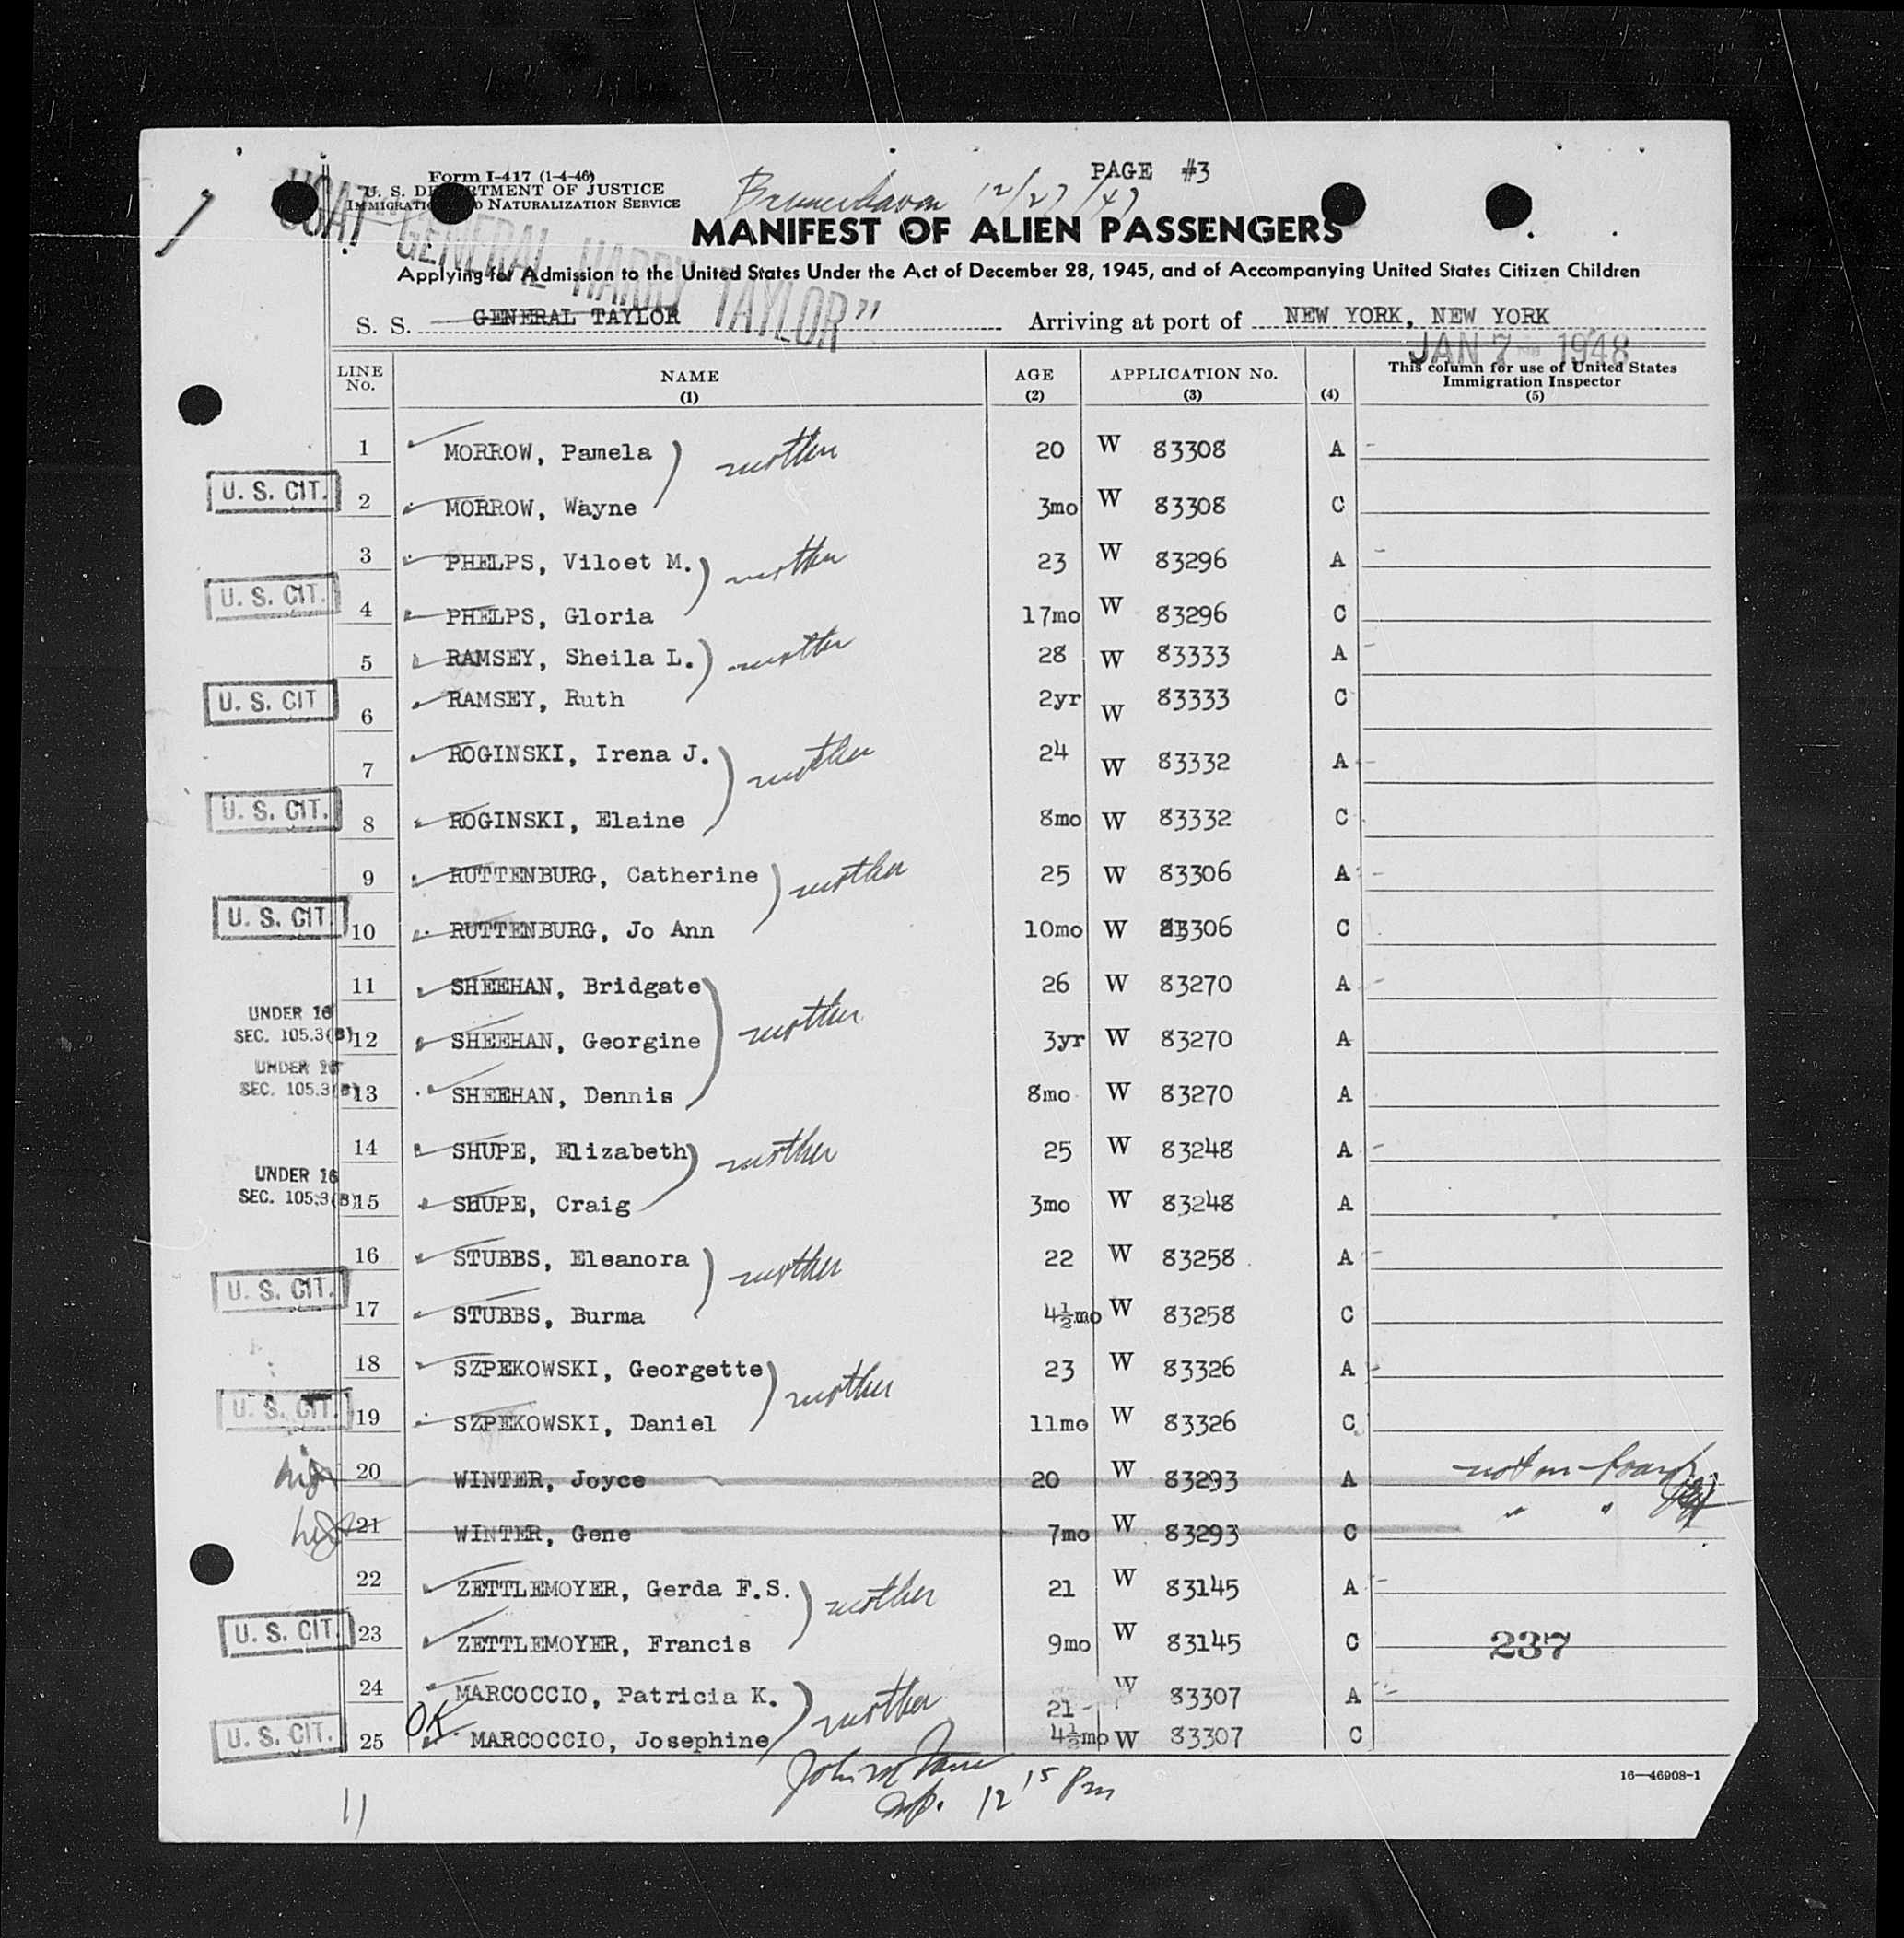 PAGE #3
Form I-417 (1-4-46)
U. S. DEPARTMENT OF JUSTICE
IMMIGRATION AND NATURALIZATION SERVICE
Bremerhaven 12/27/47
USAT "GENERAL HARRY TAYLOR"
MANIFEST OF ALIEN PASSENGERS
Applying for Admission to the United States Under the Act of December 28, 1945, and of Accompanying United States Citizen Children
S. S. GENERAL TAYLOR Arriving at port of NEW YORK, NEW YORK
JAN 7 1948
LINE No. NAME (1) AGE (2) APPLICATION No. (3) (4) This column for use of United States Immigration Inspector (5)
1 MORROW, Pamela mother 20 W 83308 A
U. S. CIT. 2 MORROW, Wayne 3mo W 83308 C
3 PHELPS, Viloet M. mother 23 W 83296 A
U. S. CIT. 4 PHELPS, Gloria 17mo W 83296 C
5 RAMSEY, Sheila L. mother 28 W 83333 A
U. S. CIT 6 RAMSEY, Ruth 2yr W 83333 C
7 ROGINSKI, Irena J. mother 24 W 83332 A
U. S. CIT. 8 ROGINSKI, Elaine 8mo W 83332 C
9 RUTTENBURG, Catherine mother 25 W 83306 A
U. S. CIT. 10 RUTTENBURG, Jo Ann 10mo W 83306 C
11 SHEEHAN, Bridgate 26 W 83270 A
UNDER 16 SEC. 105.3(B) 12 SHEEHAN, Georgine mother 3yr W 83270 A
UNDER 16 SEC. 105.3(B) 13 SHEEHAN, Dennis 8mo W 83270 A
14 SHUPE, Elizabeth mother 25 W 83248 A
UNDER 16 SEC. 105.3(B) 15 SHUPE, Craig 3mo W 83248 A
16 STUBBS, Eleanora mother 22 W 83258 A
U. S. CIT. 17 STUBBS, Burma 4½mo W 83258 C
18 SZPEKOWSKI, Georgette mother 23 W 83326 A
U. S. CIT. 19 SZPEKOWSKI, Daniel 11mo W 83326 C
20 WINTER, Joyce 20 W 83293 A not on board
21 WINTER, Gene 7mo W 83293 C " "
22 ZETTLEMOYER, Gerda F.S. mother 21 W 83145 A
U. S. CIT. 23 ZETTLEMOYER, Francis 9mo W 83145 C 237
24 MARCOCCIO, Patricia K. mother 21 W 83307 A
U. S. CIT. 25 OK. MARCOCCIO, Josephine 4½mo W 83307 C
16—46908-1
12 15 Pm
11